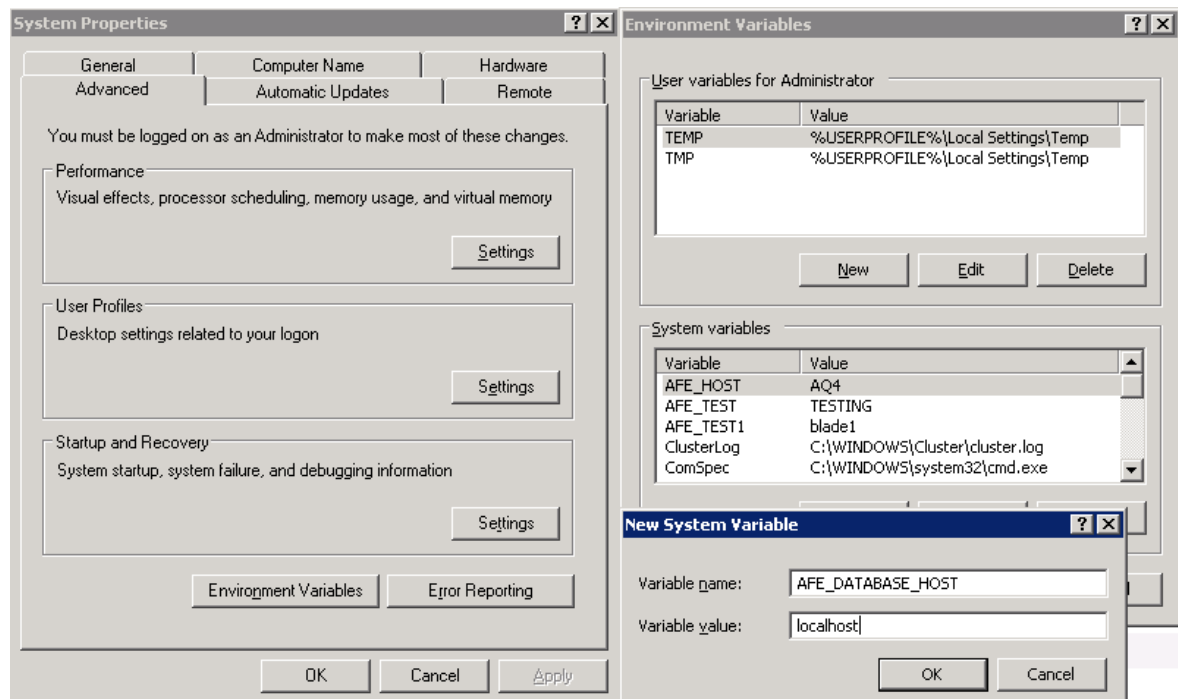 System Properties
General Computer Name Hardware
Advanced Automatic Updates Remote
You must be logged on as an Administrator to make most of these changes.
Performance
Visual effects, processor scheduling, memory usage, and virtual memory
Settings
User Profiles
Desktop settings related to your logon
Settings
Startup and Recovery
System startup, system failure, and debugging information
Settings
Environment Variables Error Reporting
OK Cancel Apply
Environment Variables
User variables for Administrator
Variable Value
TEMP %USERPROFILE%\Local Settings\Temp
TMP %USERPROFILE%\Local Settings\Temp
New Edit Delete
System variables
Variable Value
AFE_HOST AQ4
AFE_TEST TESTING
AFE_TEST1 blade1
ClusterLog C:\WINDOWS\Cluster\cluster.log
ComSpec C:\WINDOWS\system32\cmd.exe
New System Variable
Variable name: AFE_DATABASE_HOST
Variable value: localhost
OK Cancel